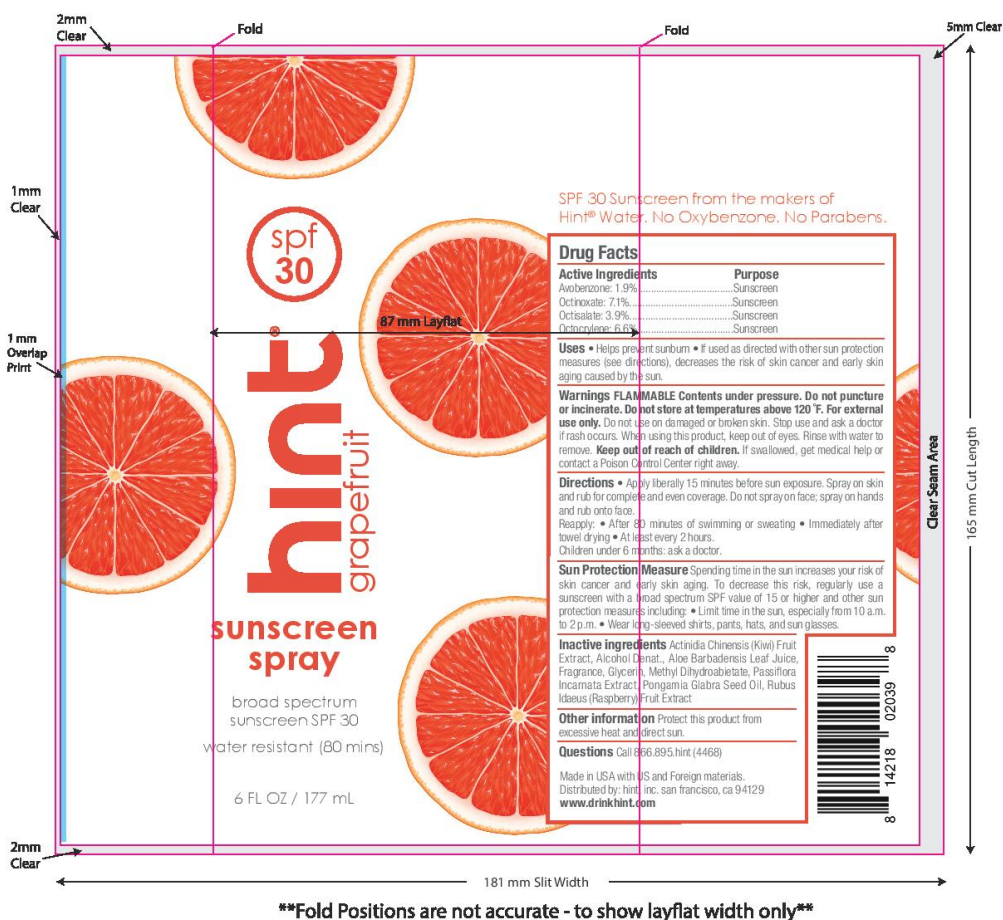 2mm
Clear
Fold
Fold
5mm Clear
1mm
Clear
1 mm
Overlap
Print
2mm
Clear
spf
30
hint®
grapefruit
sunscreen
spray
broad spectrum
sunscreen SPF 30
water resistant (80 mins)
6 FL OZ / 177 mL
87 mm Layflat
SPF 30 Sunscreen from the makers of
Hint® Water. No Oxybenzone. No Parabens.
Drug Facts
Active Ingredients Purpose
Avobenzone: 1.9%..................................Sunscreen
Octinoxate: 7.1%....................................Sunscreen
Octisalate: 3.9%....................................Sunscreen
Octocrylene: 6.6%..................................Sunscreen
Uses • Helps prevent sunburn • If used as directed with other sun protection
measures (see directions), decreases the risk of skin cancer and early skin
aging caused by the sun.
Warnings FLAMMABLE Contents under pressure. Do not puncture
or incinerate. Do not store at temperatures above 120˚F. For external
use only. Do not use on damaged or broken skin. Stop use and ask a doctor
if rash occurs. When using this product, keep out of eyes. Rinse with water to
remove. Keep out of reach of children. If swallowed, get medical help or
contact a Poison Control Center right away.
Directions • Apply liberally 15 minutes before sun exposure. Spray on skin
and rub for complete and even coverage. Do not spray on face; spray on hands
and rub onto face.
Reapply: • After 80 minutes of swimming or sweating • Immediately after
towel drying • At least every 2 hours.
Children under 6 months: ask a doctor.
Sun Protection Measure Spending time in the sun increases your risk of
skin cancer and early skin aging. To decrease this risk, regularly use a
sunscreen with a broad spectrum SPF value of 15 or higher and other sun
protection measures including: • Limit time in the sun, especially from 10 a.m.
to 2 p.m. • Wear long-sleeved shirts, pants, hats, and sun glasses.
Inactive ingredients Actinidia Chinensis (Kiwi) Fruit
Extract, Alcohol Denat., Aloe Barbadensis Leaf Juice,
Fragrance, Glycerin, Methyl Dihydroabietate, Passiflora
Incarnata Extract, Pongamia Glabra Seed Oil, Rubus
Idaeus (Raspberry) Fruit Extract
Other information Protect this product from
excessive heat and direct sun.
Questions Call 866.895.hint (4468)
Made in USA with US and Foreign materials.
Distributed by: hint, inc. san francisco, ca 94129
www.drinkhint.com
8 14218 02039 8
Clear Seam Area
165 mm Cut Length
181 mm Slit Width
**Fold Positions are not accurate - to show layflat width only**